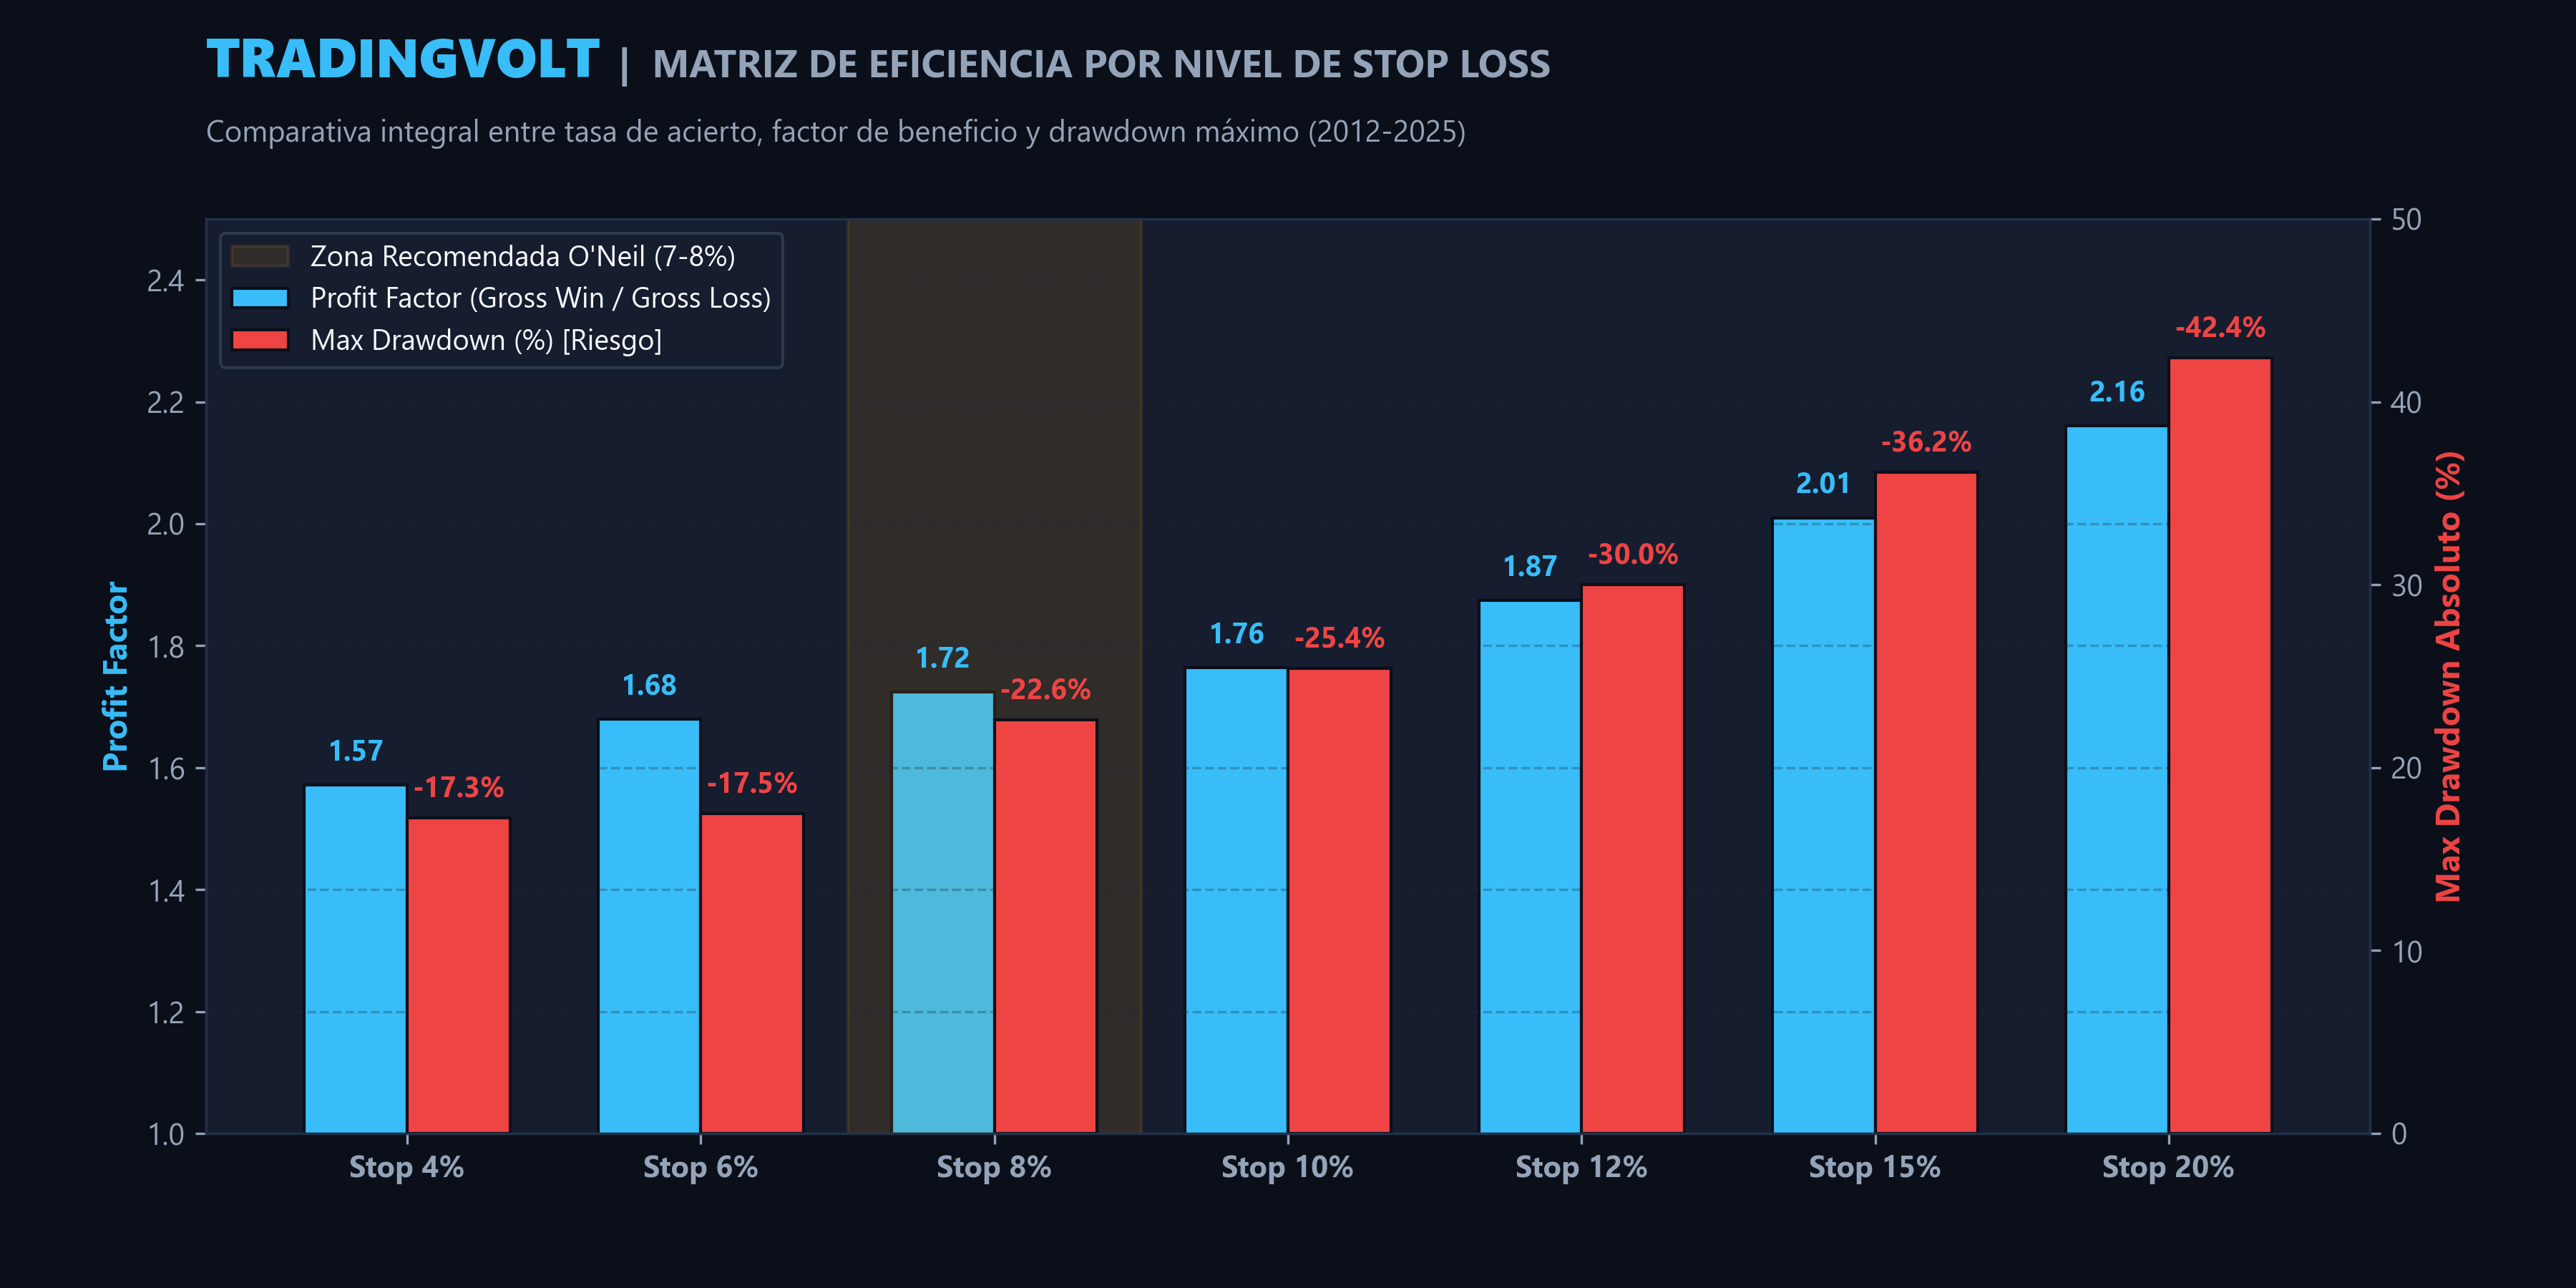 TRADINGVOLT | MATRIZ DE EFICIENCIA POR NIVEL DE STOP LOSS
Comparativa integral entre tasa de acierto, factor de beneficio y drawdown máximo (2012-2025)
Zona Recomendada O'Neil (7-8%)
Profit Factor (Gross Win / Gross Loss)
Max Drawdown (%) [Riesgo]
Profit Factor
2.4
2.2
2.0
1.8
1.6
1.4
1.2
1.0
1.57
-17.3%
1.68
-17.5%
1.72
-22.6%
1.76
-25.4%
1.87
-30.0%
2.01
-36.2%
2.16
-42.4%
50
40
30
20
10
0
Max Drawdown Absoluto (%)
Stop 4%
Stop 6%
Stop 8%
Stop 10%
Stop 12%
Stop 15%
Stop 20%